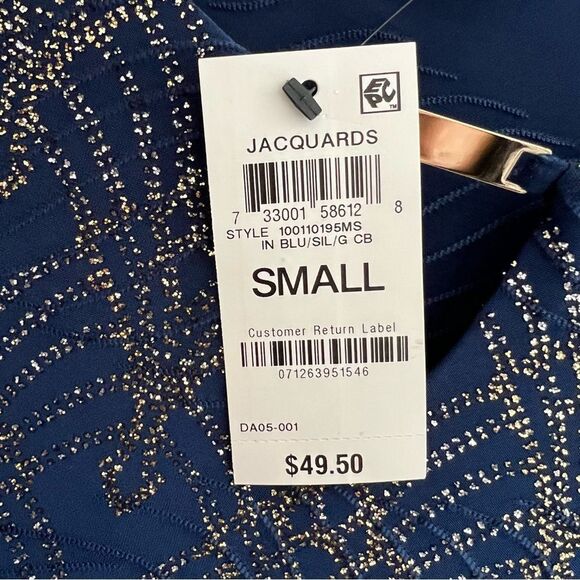 EPC™
JACQUARDS
7 33001 58612 8
STYLE 100110195MS
IN BLU/SIL/G CB
SMALL
Customer Return Label
071263951546
DA05-001
$49.50